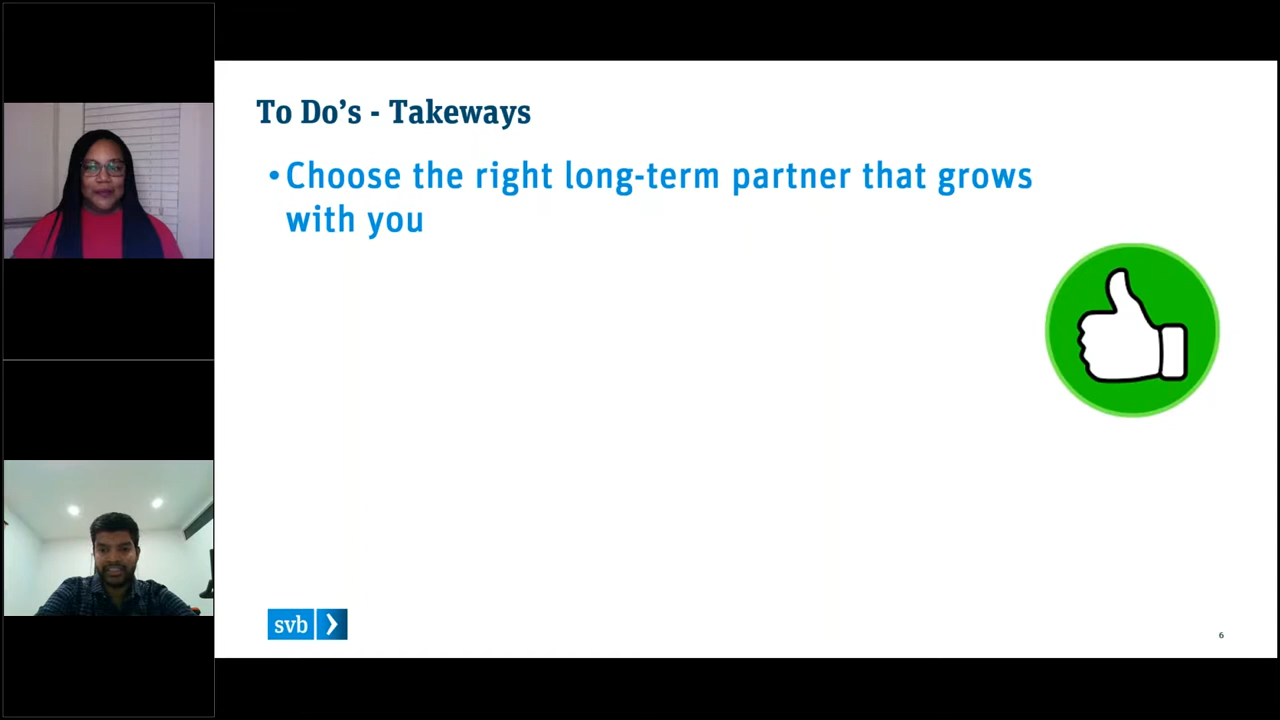 To Do’s - Takeways
•Choose the right long-term partner that grows
with you
svb
6